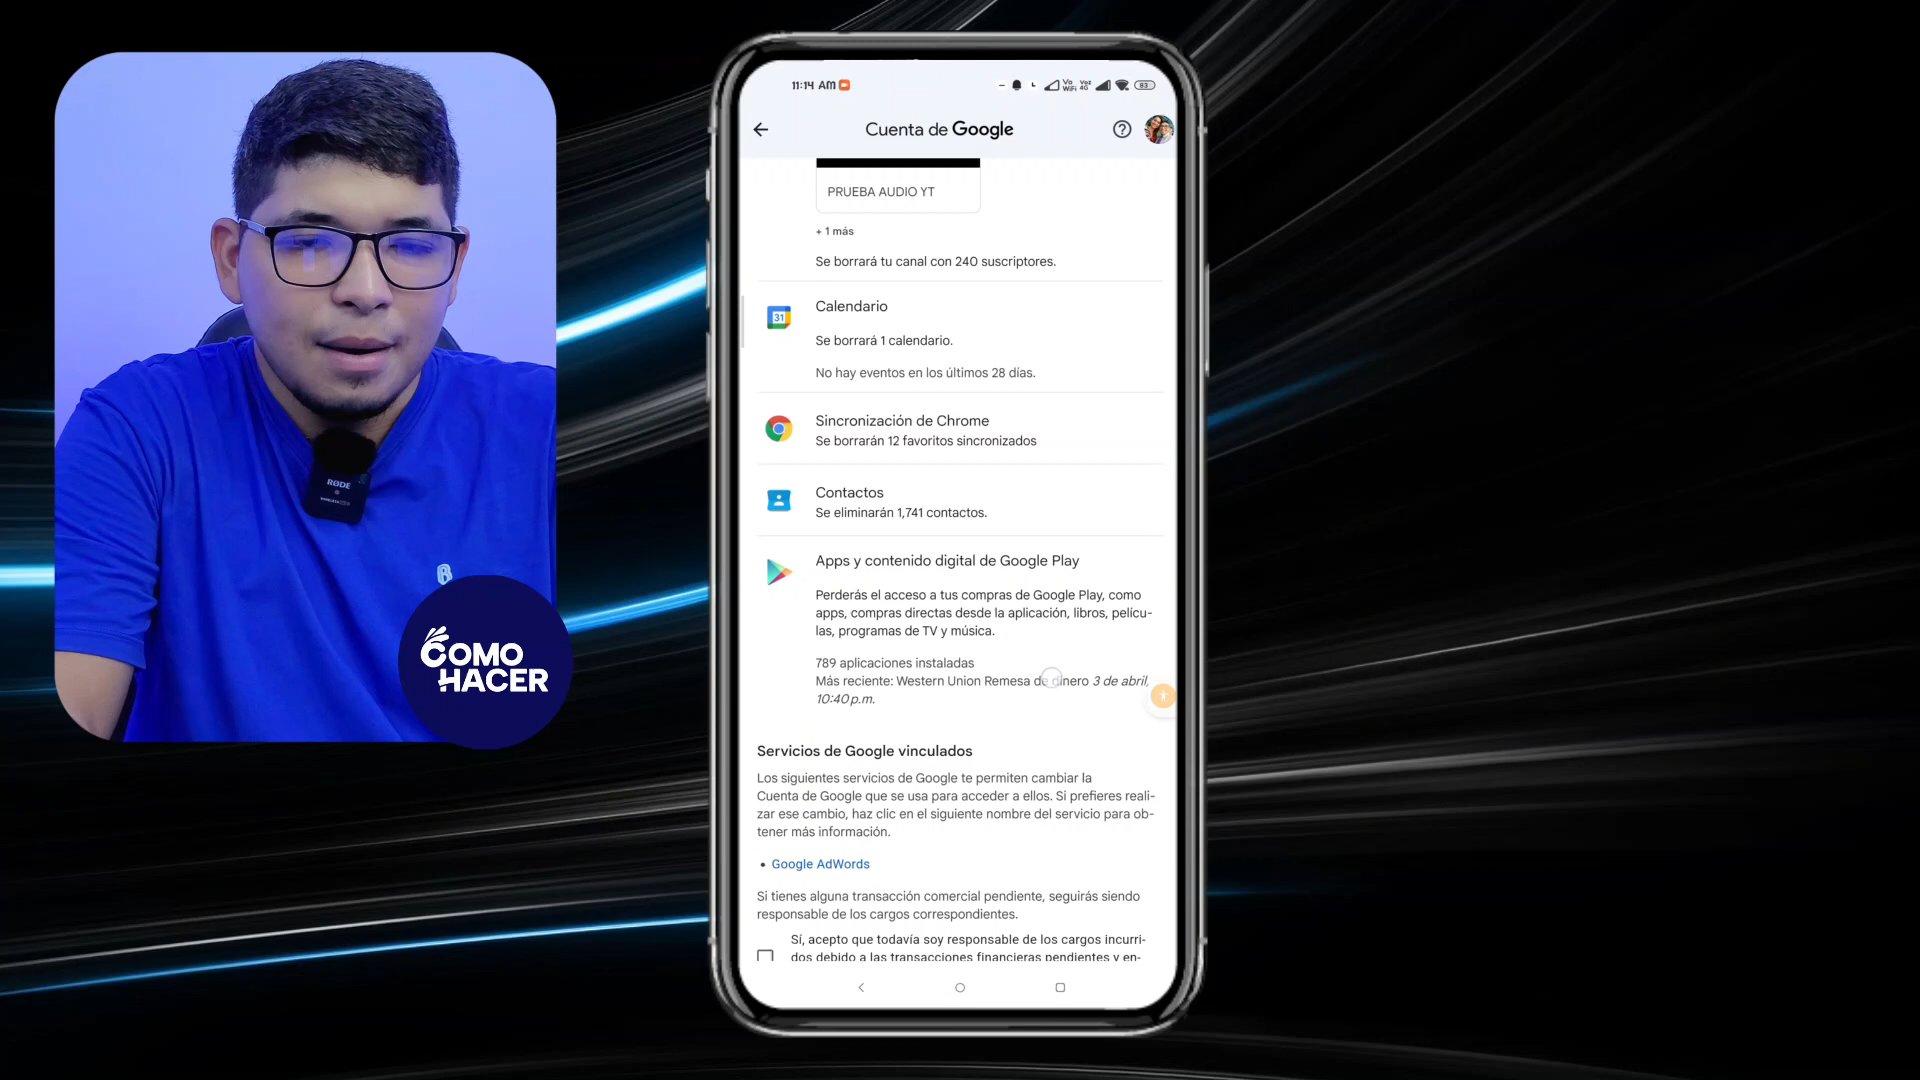 11:14 AM
Vo
WiFi
Vo2
4G
83
Cuenta de Google
PRUEBA AUDIO YT
+ 1 más
Se borrará tu canal con 240 suscriptores.
31
Calendario
Se borrará 1 calendario.
No hay eventos en los últimos 28 días.
Sincronización de Chrome
Se borrarán 12 favoritos sincronizados
Contactos
Se eliminarán 1,741 contactos.
Apps y contenido digital de Google Play
Perderás el acceso a tus compras de Google Play, como
apps, compras directas desde la aplicación, libros, pelícu-
las, programas de TV y música.
789 aplicaciones instaladas
Más reciente: Western Union Remesa de dinero 3 de abril,
10:40 p.m.
Servicios de Google vinculados
Los siguientes servicios de Google te permiten cambiar la
Cuenta de Google que se usa para acceder a ellos. Si prefieres reali-
zar ese cambio, haz clic en el siguiente nombre del servicio para ob-
tener más información.
• Google AdWords
Si tienes alguna transacción comercial pendiente, seguirás siendo
responsable de los cargos correspondientes.
Sí, acepto que todavía soy responsable de los cargos incurri-
dos debido a las transacciones financieras pendientes y en-
RØDE
B
COMO
HACER